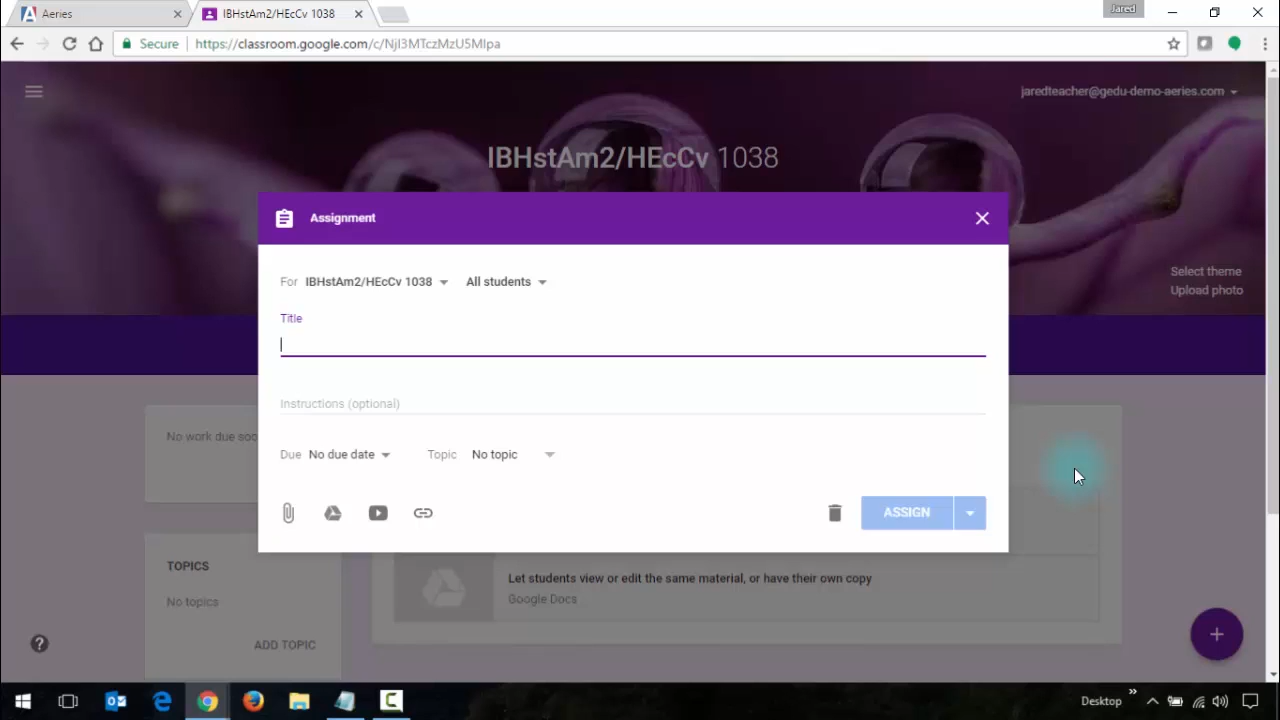 Aeries
IBHstAm2/HEcCv 1038
Jared
Secure
https://classroom.google.com/c/NjI3MTczMzU5Mlpa
jaredteacher@gedu-demo-aeries.com
IBHstAm2/HEcCv 1038
Assignment
Select theme
Upload photo
For IBHstAm2/HEcCv 1038 All students
Title
Instructions (optional)
No work due soo
Due No due date Topic No topic
ASSIGN
TOPICS
No topics
ADD TOPIC
Let students view or edit the same material, or have their own copy
Google Docs
?
+
Desktop